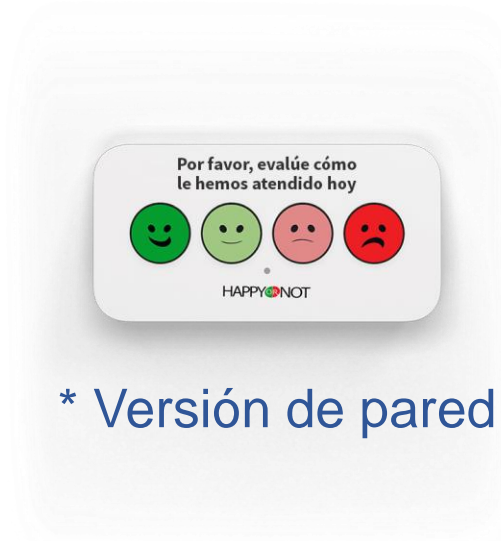 Por favor, evalúe cómo
le hemos atendido hoy
HAPPYORNOT
* Versión de pared